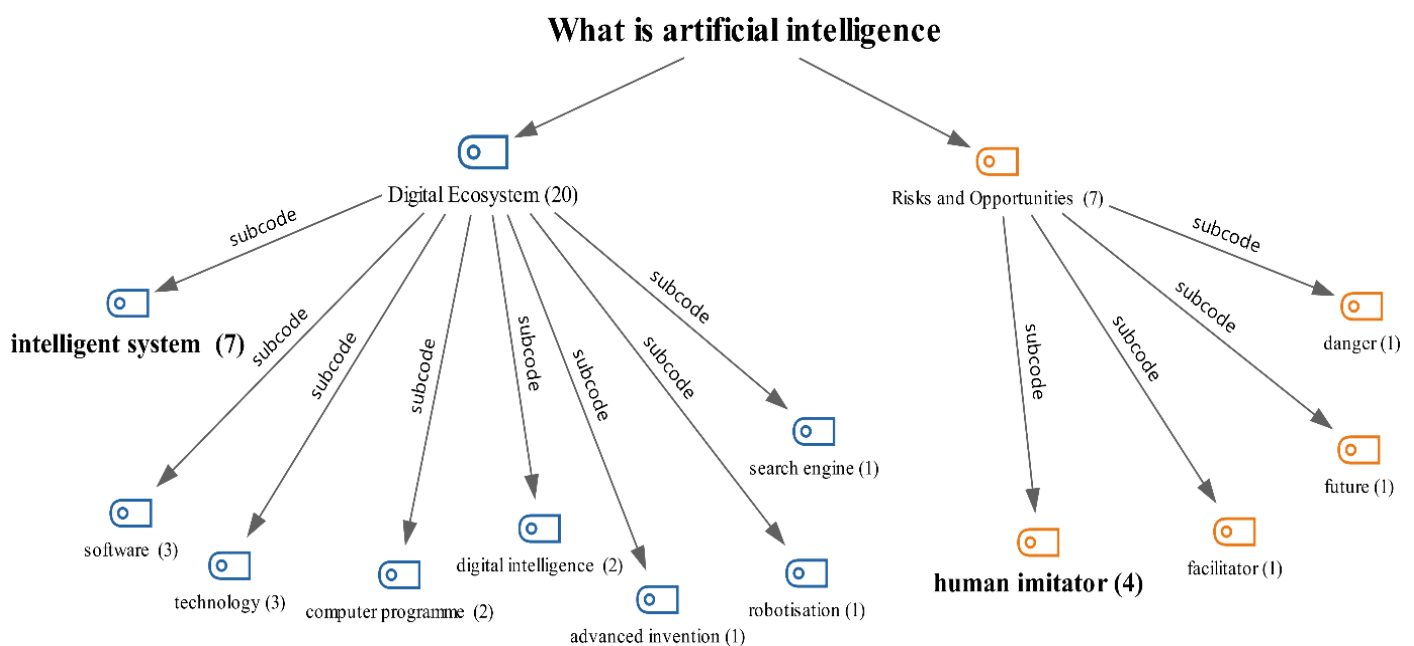 What is artificial intelligence
Digital Ecosystem (20)
Risks and Opportunities (7)
subcode
subcode
subcode
subcode
subcode
subcode
subcode
subcode
subcode
subcode
subcode
subcode
intelligent system (7)
danger (1)
search engine (1)
future (1)
software (3)
technology (3)
computer programme (2)
digital intelligence (2)
advanced invention (1)
robotisation (1)
human imitator (4)
facilitator (1)